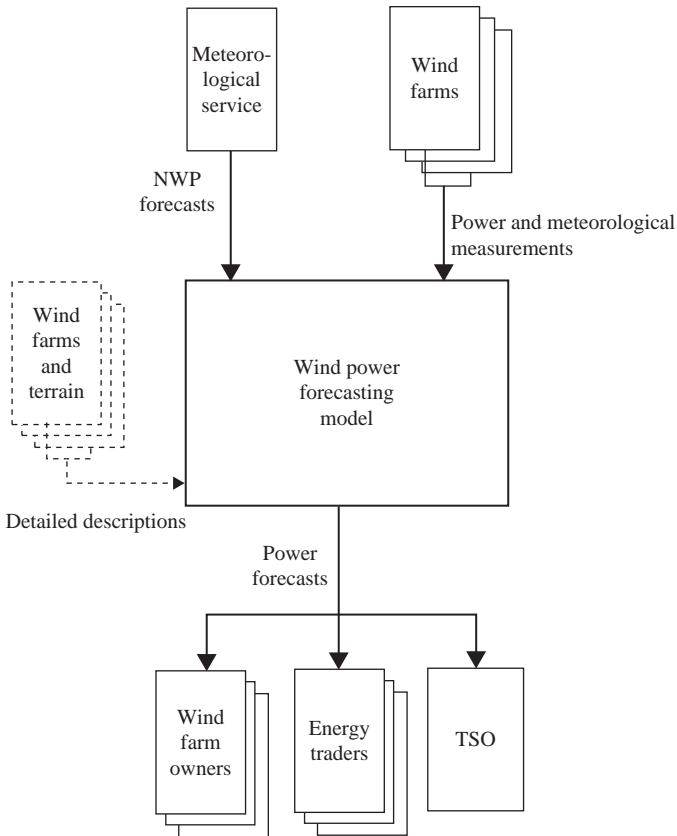 Meteoro-
logical
service
Wind
farms
NWP
forecasts
Power and meteorological
measurements
Wind
farms
and
terrain
Wind power
forecasting
model
Detailed descriptions
Power
forecasts
Wind
farm
owners
Energy
traders
TSO